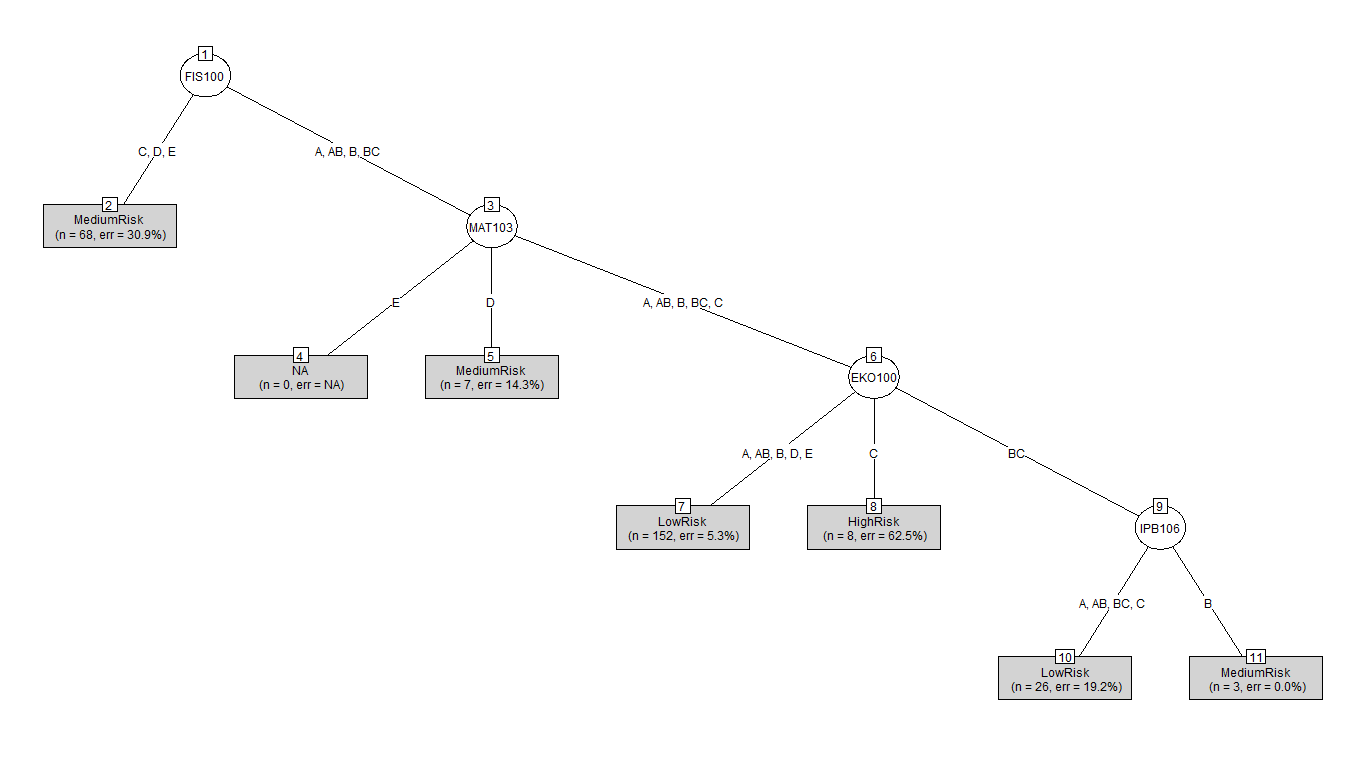 1
FIS100
C, D, E
A, AB, B, BC
2
MediumRisk
(n = 68, err = 30.9%)
3
MAT103
E
D
A, AB, B, BC, C
4
NA
(n = 0, err = NA)
5
MediumRisk
(n = 7, err = 14.3%)
6
EKO100
A, AB, B, D, E
C
BC
7
LowRisk
(n = 152, err = 5.3%)
8
HighRisk
(n = 8, err = 62.5%)
9
IPB106
A, AB, BC, C
B
10
LowRisk
(n = 26, err = 19.2%)
11
MediumRisk
(n = 3, err = 0.0%)